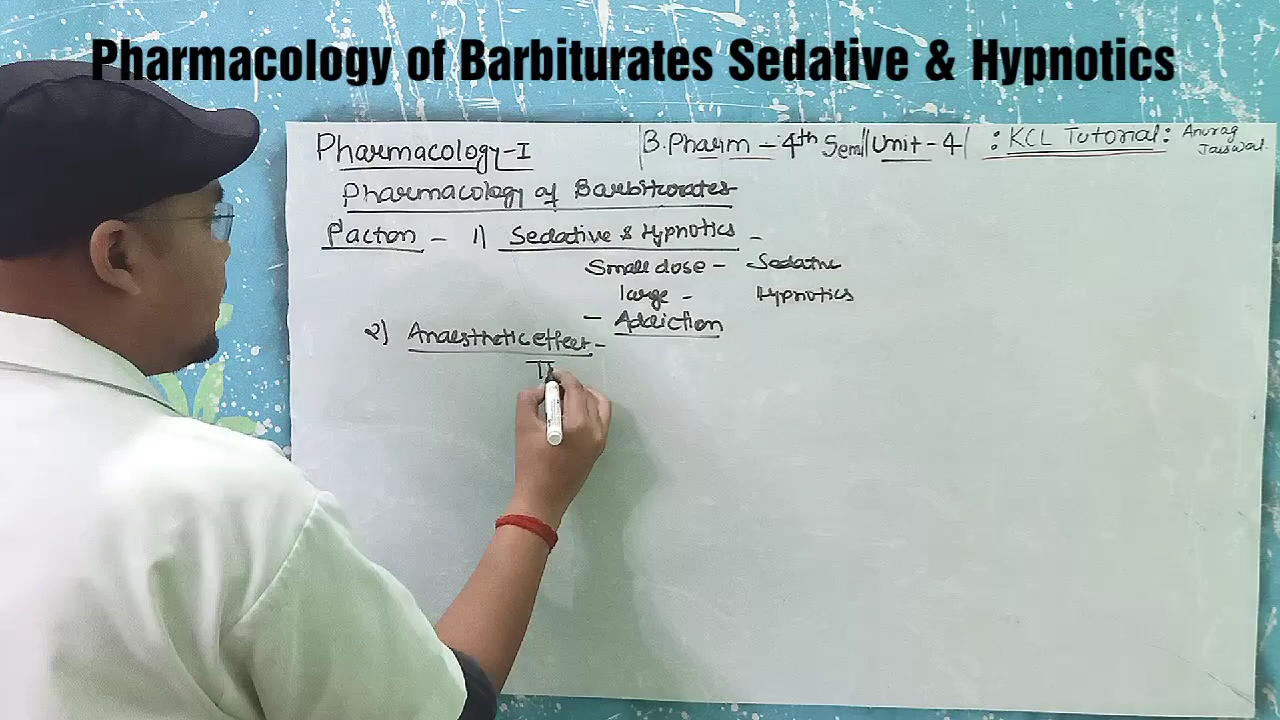 Pharmacology of Barbiturates Sedative & Hypnotics
Pharmacology-I |B.Pharm - 4th Sem||Unit-4| : KCL Tutorial: Anurag Jaiswal.
Pharmacology of Barbiturates
P'acton - 1) Sedative & Hypnotics -
Small dose - Sedative
large - Hypnotics
- Addiction
2) Anaesthetic effect -